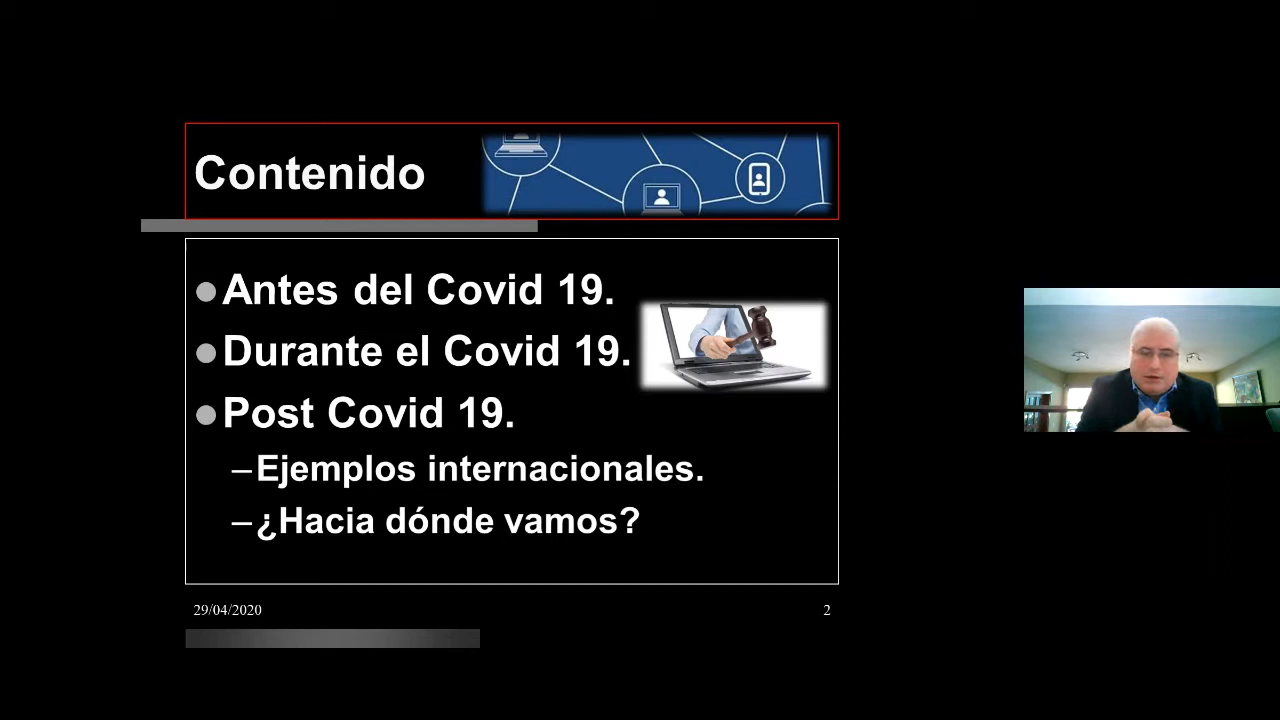 Contenido
Antes del Covid 19.
Durante el Covid 19.
Post Covid 19.
–Ejemplos internacionales.
–¿Hacia dónde vamos?
29/04/2020
2